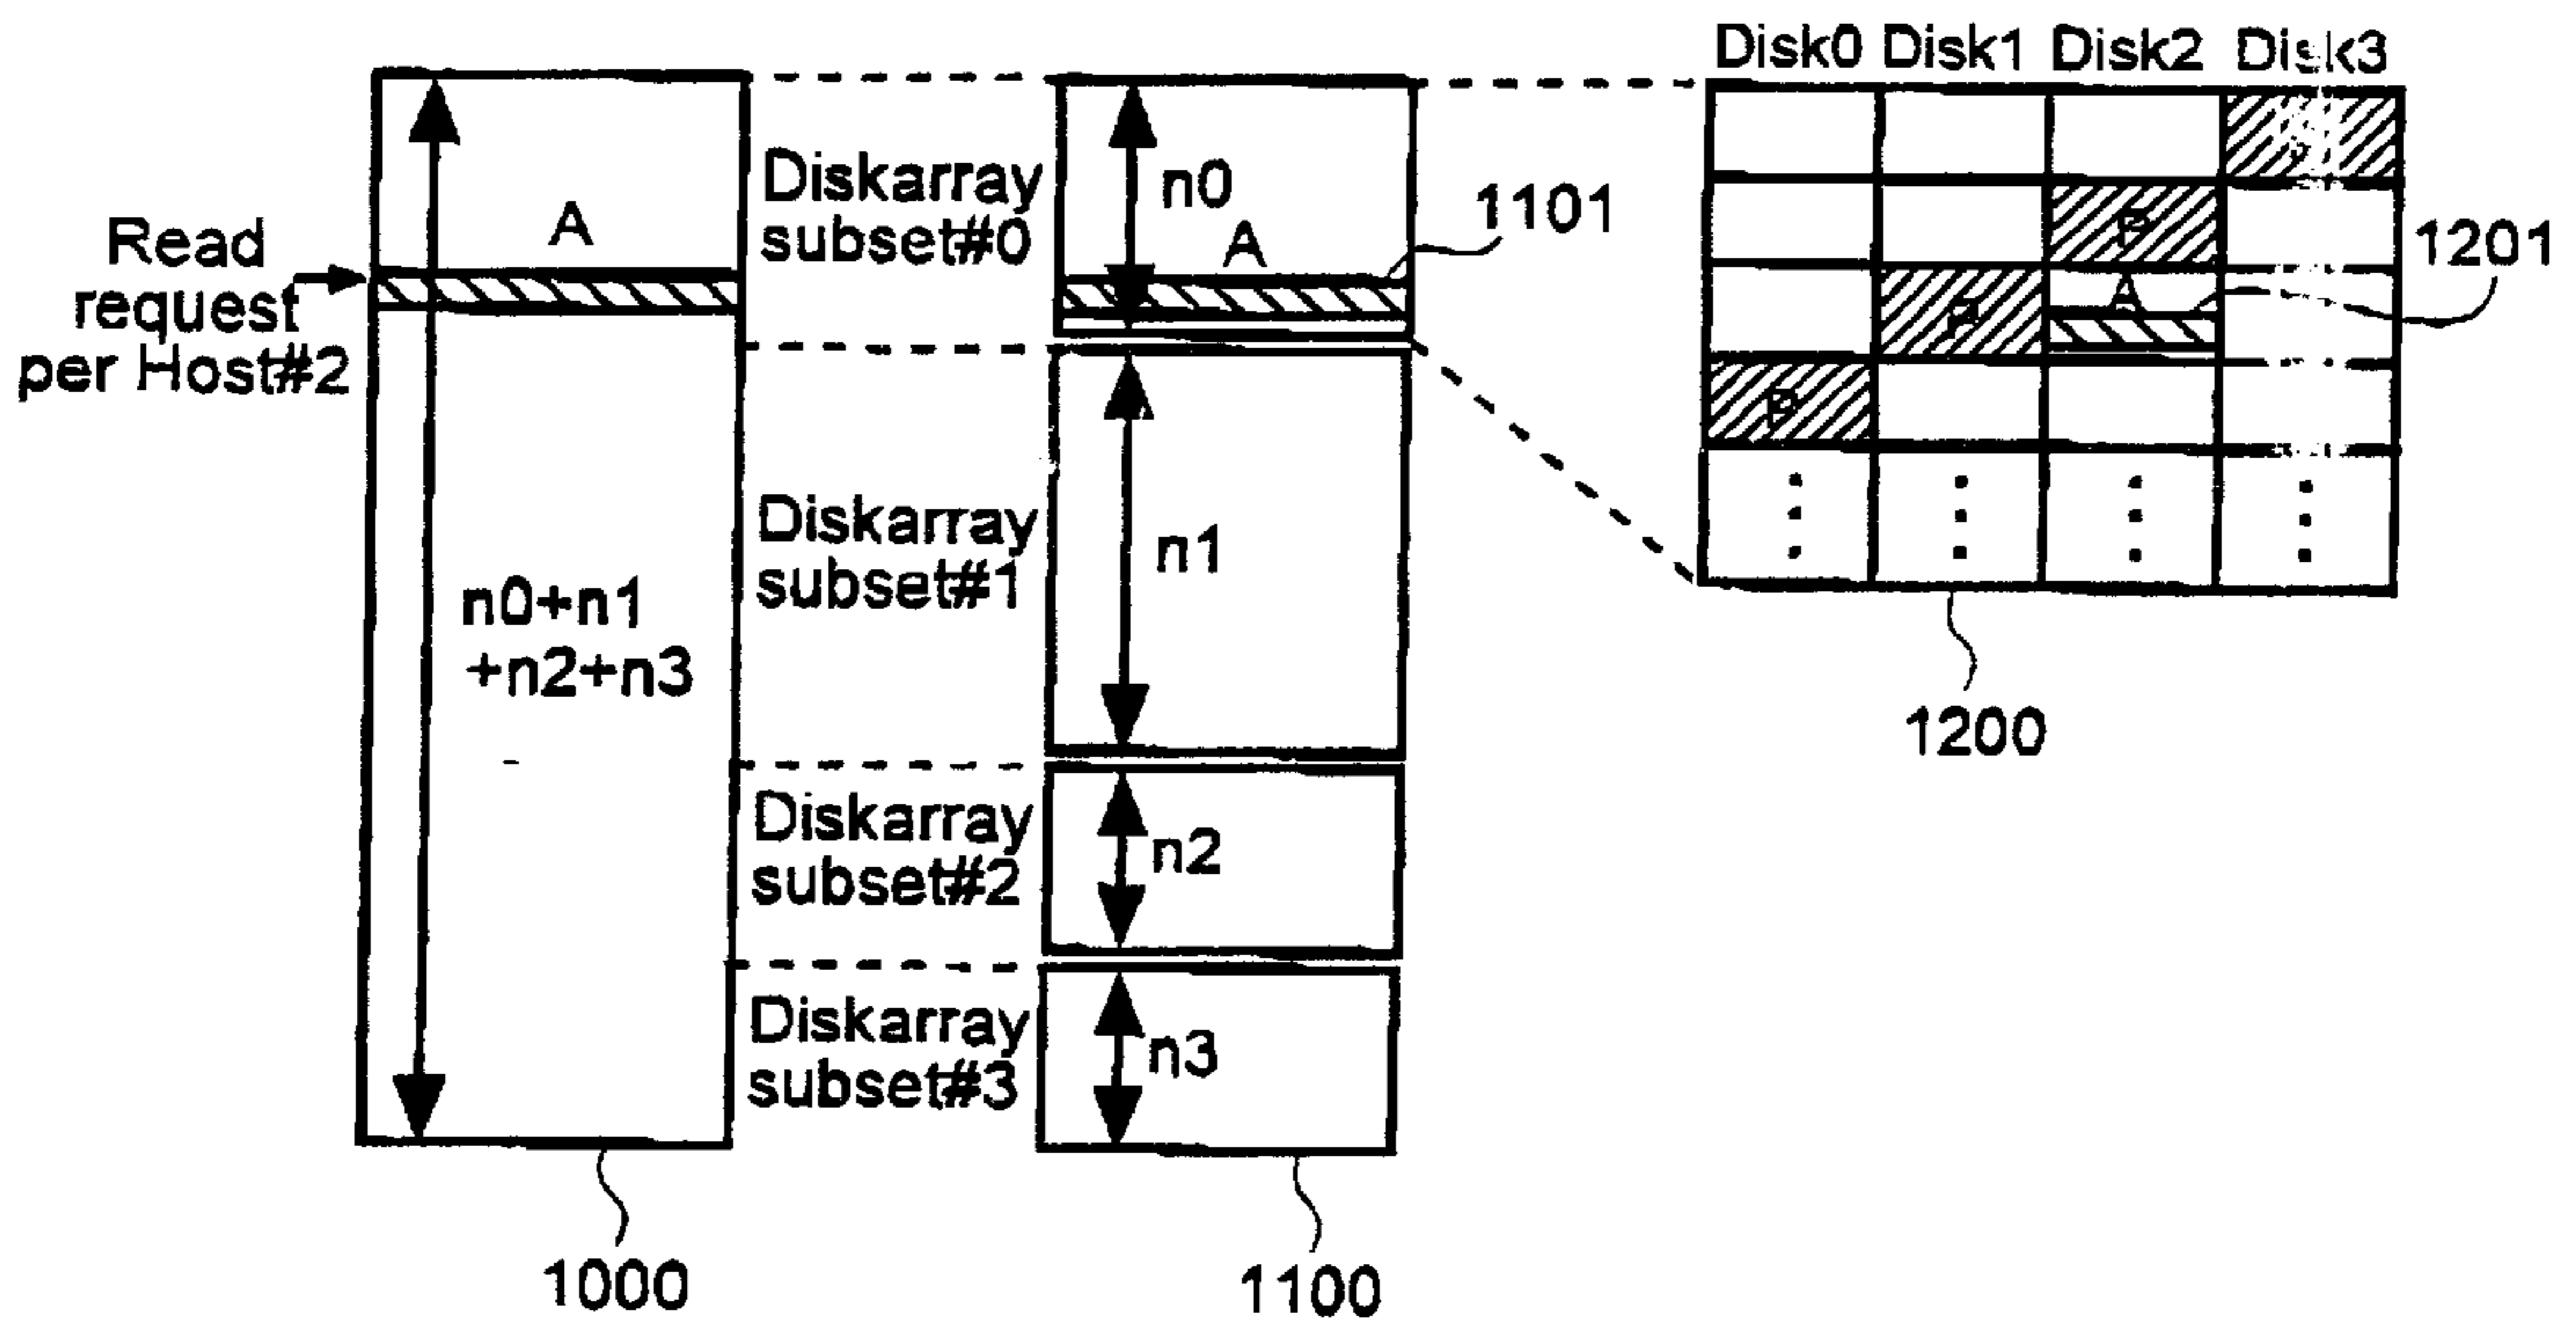 Disk0 Disk1 Disk2 Disk3
Diskarray
subset#0
n0
1101
A
A
Read
request
per Host#2
P
1201
A
P
P
Diskarray
subset#1
n1
n0+n1
+n2+n3
1200
Diskarray
subset#2
n2
Diskarray
subset#3
n3
1000
1100